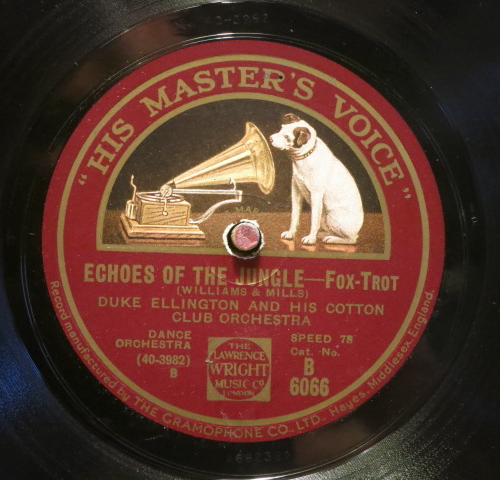 "HIS MASTER'S VOICE"
ECHOES OF THE JUNGLE—FOX-TROT
(WILLIAMS & MILLS)
DUKE ELLINGTON AND HIS COTTON
CLUB ORCHESTRA
DANCE
ORCHESTRA
(40-3982)
B
THE
LAWRENCE
WRIGHT
MUSIC Co
LONDON
SPEED 78
Cat. No.
B
6066
Record manufactured by THE GRAMOPHONE CO., LTD., Hayes, Middlesex, England.